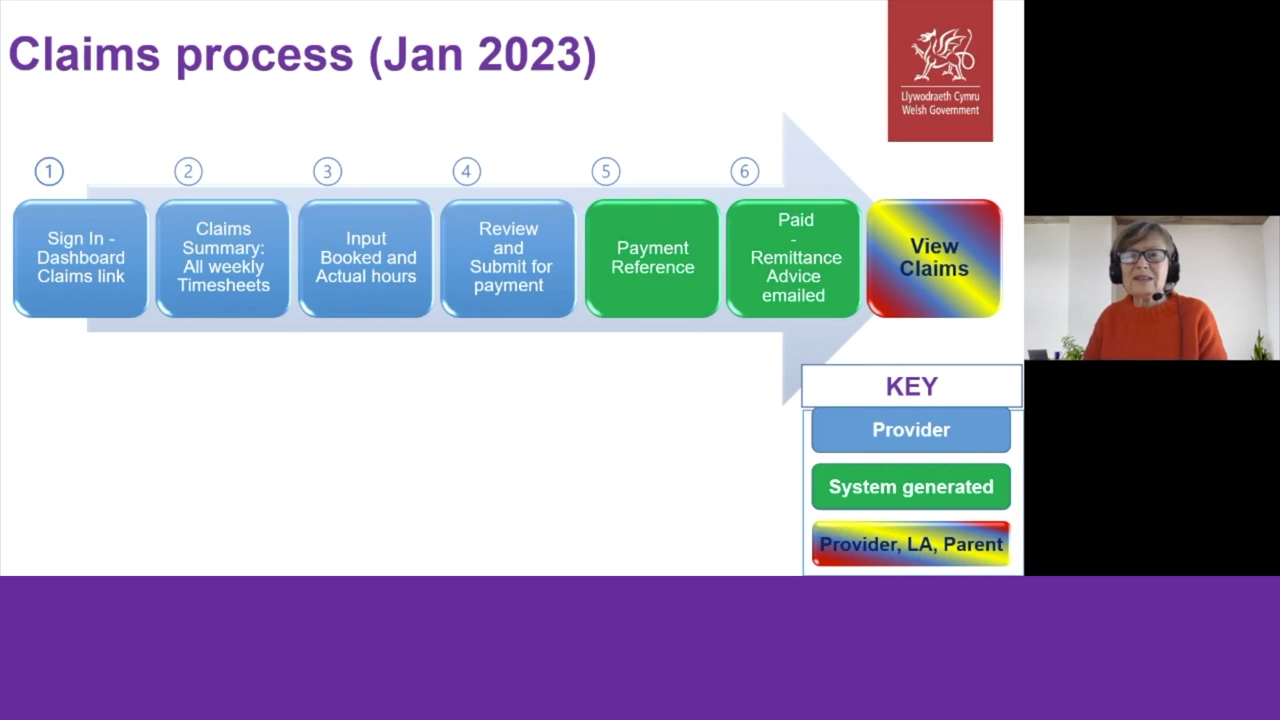 Claims process (Jan 2023)
Llywodraeth Cymru
Welsh Government
1
2
3
4
5
6
Sign In -
Dashboard
Claims link
Claims
Summary:
All weekly
Timesheets
Input
Booked and
Actual hours
Review
and
Submit for
payment
Payment
Reference
Paid
-
Remittance
Advice
emailed
View
Claims
KEY
Provider
System generated
Provider, LA, Parent